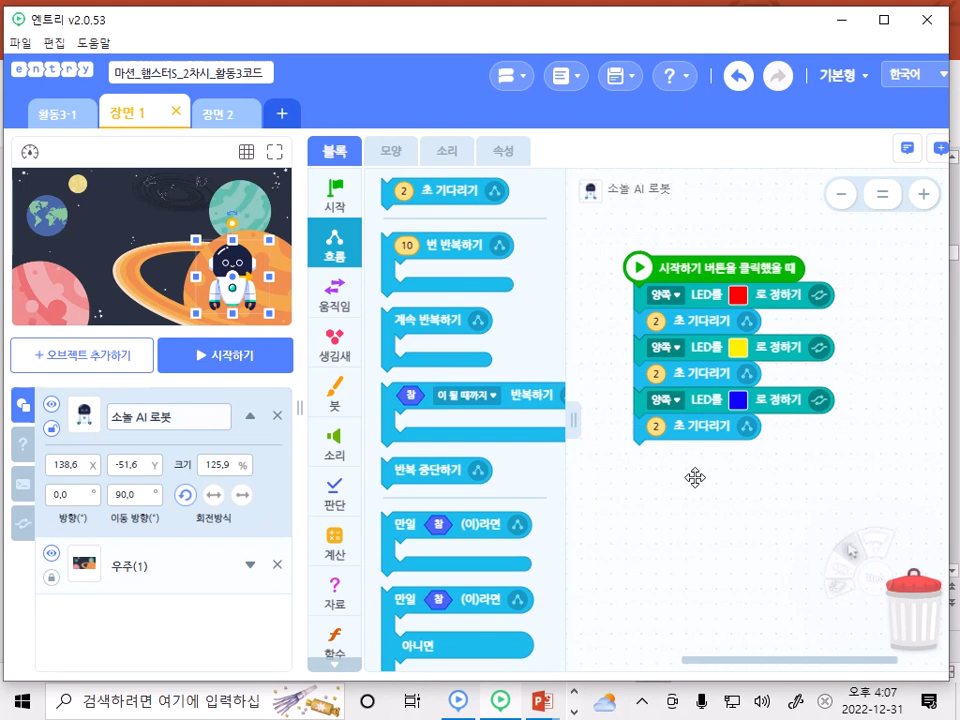 엔트리 v2.0.53
파일 편집 도움말
entry
마션_햄스터S_2차시_활동3코드
기본형
한국어
활동3-1
장면 1
장면 2
블록
모양
소리
속성
+ 오브젝트 추가하기
시작하기
소놀 AI 로봇
138,6 X
-51,6 Y
크기
125,9 %
0,0 °
90,0 °
방향(°)
이동 방향(°)
회전방식
우주(1)
시작
흐름
움직임
생김새
붓
소리
판단
계산
자료
함수
2 초 기다리기
10 번 반복하기
계속 반복하기
참 이 될 때까지 반복하기
반복 중단하기
만일 참 (이)라면
만일 참 (이)라면
아니면
소놀 AI 로봇
시작하기 버튼을 클릭했을 때
양쪽 LED를 로 정하기
2 초 기다리기
양쪽 LED를 로 정하기
2 초 기다리기
양쪽 LED를 로 정하기
2 초 기다리기
검색하려면 여기에 입력하십
오후 4:07
2022-12-31